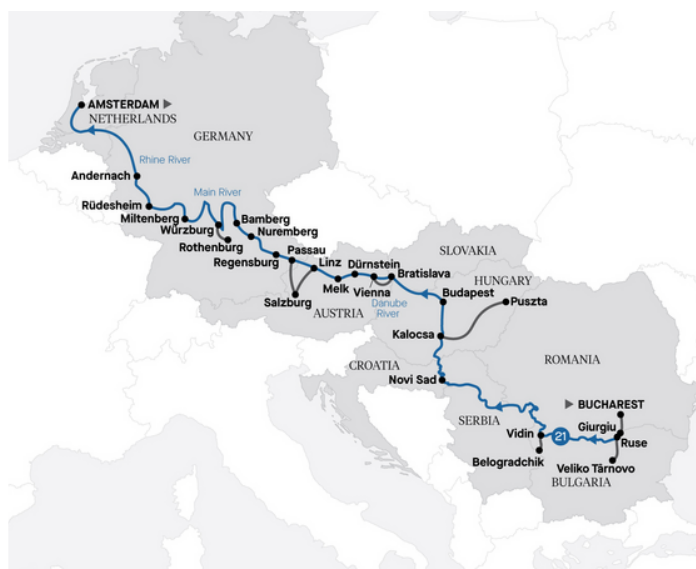 AMSTERDAM
NETHERLANDS
GERMANY
Rhine River
Andernach
Main River
Rüdesheim
Miltenberg
Würzburg
Rothenburg
Bamberg
Nuremberg
Regensburg
Passau
Linz
Salzburg
Melk
Dürnstein
Vienna
Bratislava
SLOVAKIA
HUNGARY
AUSTRIA
Danube
River
Budapest
Puszta
Kalocsa
CROATIA
ROMANIA
Novi Sad
BUCHAREST
SERBIA
Giurgiu
Vidin
21
Ruse
Belogradchik
Veliko Tārnovo
BULGARIA